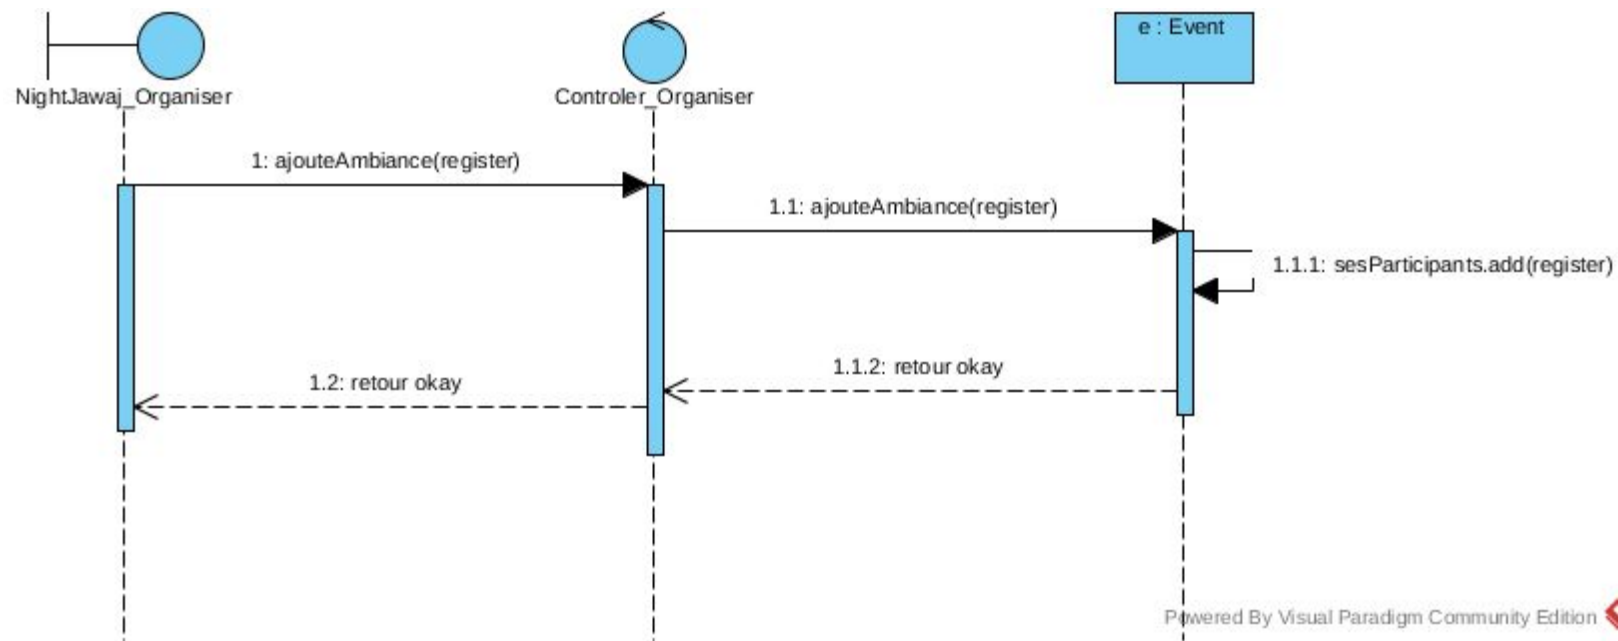 e : Event
NightJawaj_Organiser
Controler_Organiser
1: ajouteAmbiance(register)
1.1: ajouteAmbiance(register)
1.1.1: sesParticipants.add(register)
1.1.2: retour okay
1.2: retour okay
Powered By Visual Paradigm Community Edition